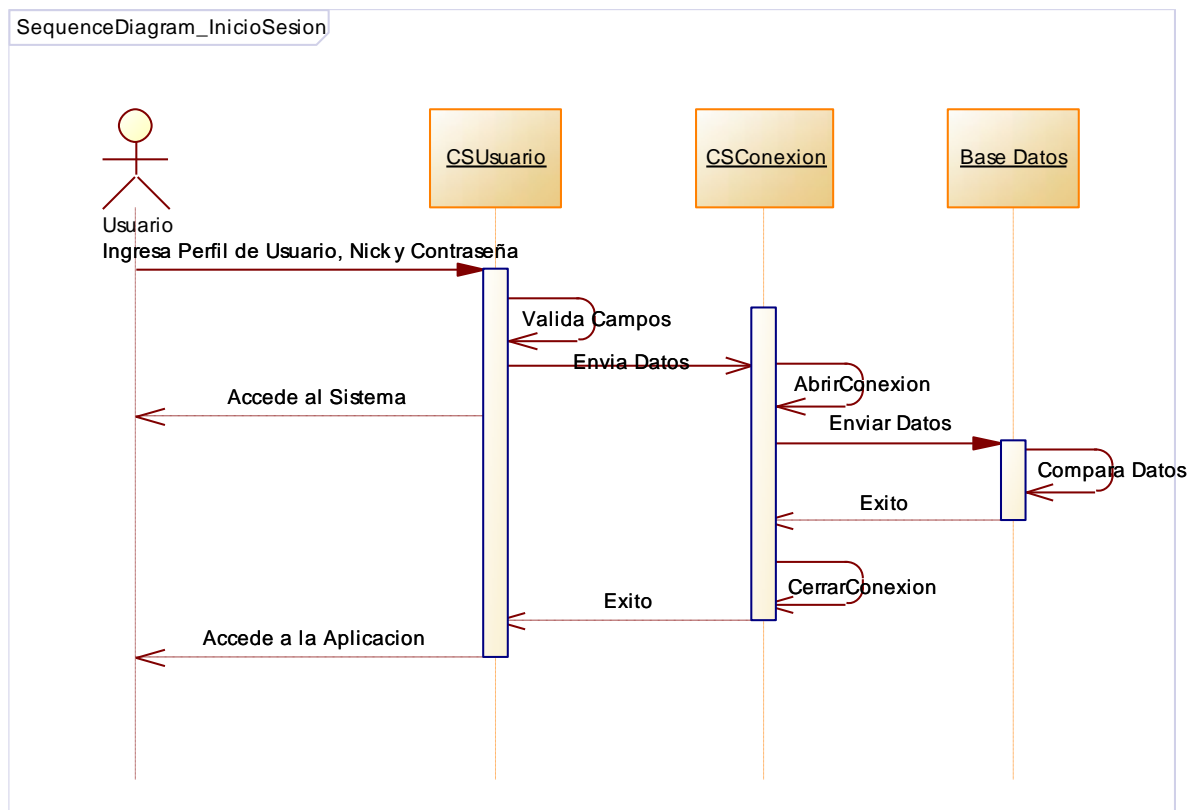 SequenceDiagram_InicioSesion
CSUsuario
CSConexion
Base Datos
Usuario
Ingresa Perfil de Usuario, Nick y Contraseña
Valida Campos
Envia Datos
AbrirConexion
Accede al Sistema
Enviar Datos
Compara Datos
Exito
CerrarConexion
Exito
Accede a la Aplicacion